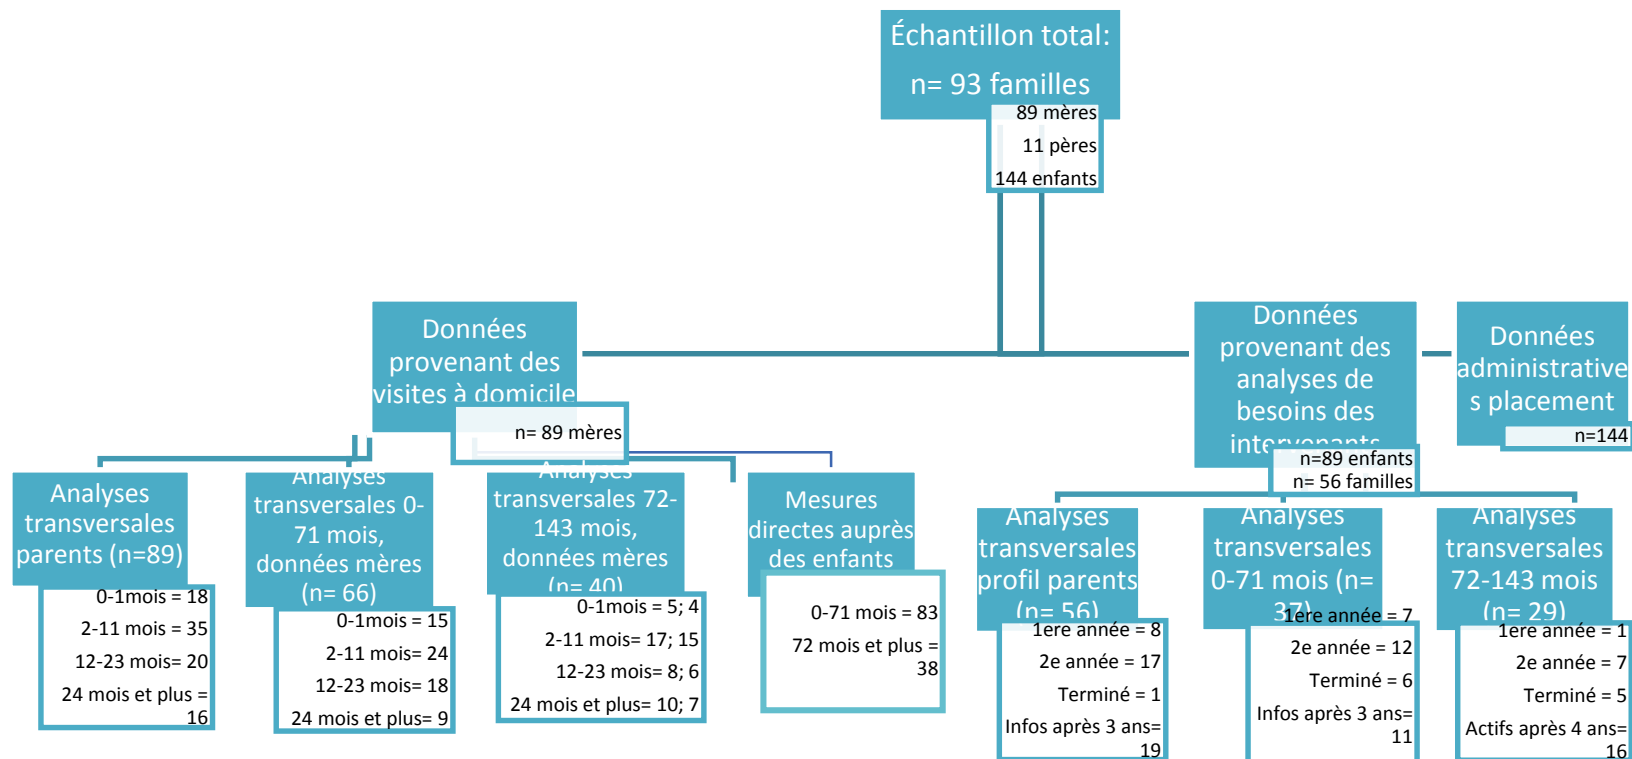 Échantillon total:
n= 93 familles
89 mères
11 pères
144 enfants
Données
provenant des
visites à domicile
n= 89 mères
Données
provenant des
analyses de
besoins des
intervenants
n=89 enfants
n= 56 familles
Données
administrative
s placement
n=144
Analyses
transversales
parents (n=89)
0-1mois = 18
2-11 mois = 35
12-23 mois= 20
24 mois et plus =
16
Analyses
transversales 0-
71 mois,
données mères
(n= 66)
0-1mois = 15
2-11 mois= 24
12-23 mois= 18
24 mois et plus= 9
Analyses
transversales 72-
143 mois,
données mères
(n= 40)
0-1mois = 5; 4
2-11 mois= 17; 15
12-23 mois= 8; 6
24 mois et plus= 10; 7
Mesures
directes auprès
des enfants
0-71 mois = 83
72 mois et plus =
38
Analyses
transversales
profil parents
(n= 56)
1ere année = 8
2e année = 17
Terminé = 1
Infos après 3 ans=
19
Analyses
transversales
0-71 mois (n=
37)
1ere année = 7
2e année = 12
Terminé = 6
Infos après 3 ans=
11
Analyses
transversales
72-143 mois
(n= 29)
1ere année = 1
2e année = 7
Terminé = 5
Actifs après 4 ans=
16